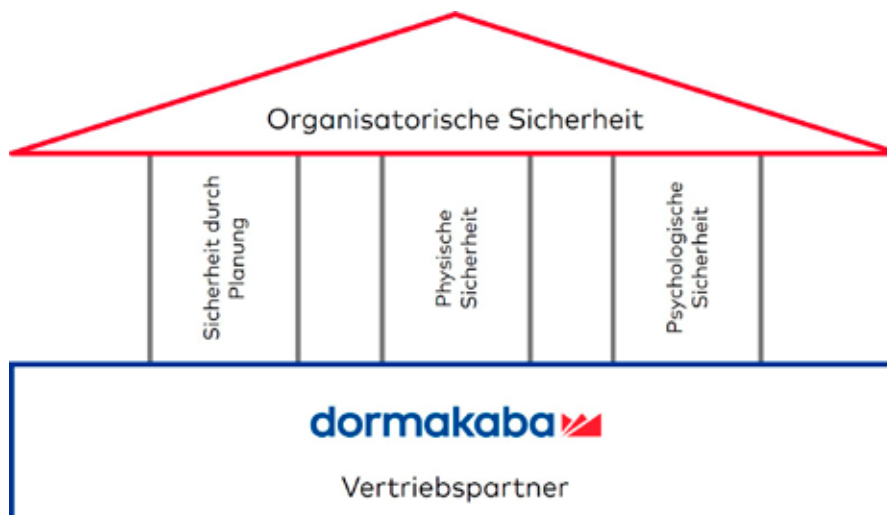 Organisatorische Sicherheit
Sicherheit durch
Planung
Physische
Sicherheit
Psychologische
Sicherheit
dormakaba
Vertriebspartner